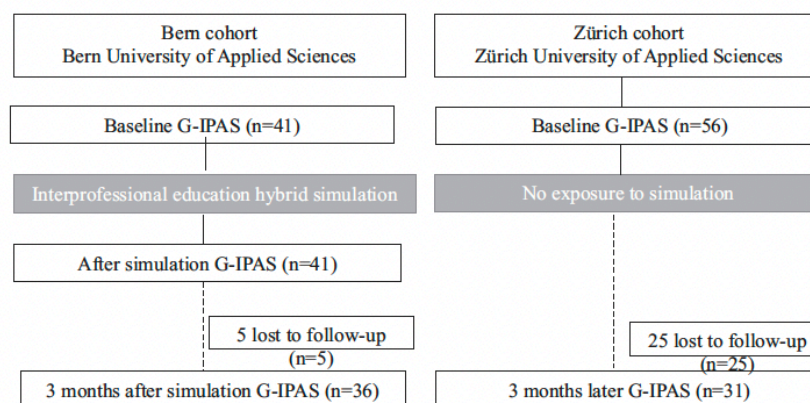 Bern cohort
Bern University of Applied Sciences
Baseline G-IPAS (n=41)
Interprofessional education hybrid simulation
After simulation G-IPAS (n=41)
5 lost to follow-up
(n=5)
3 months after simulation G-IPAS (n=36)
Zürich cohort
Zürich University of Applied Sciences
Baseline G-IPAS (n=56)
No exposure to simulation
25 lost to follow-up
(n=25)
3 months later G-IPAS (n=31)